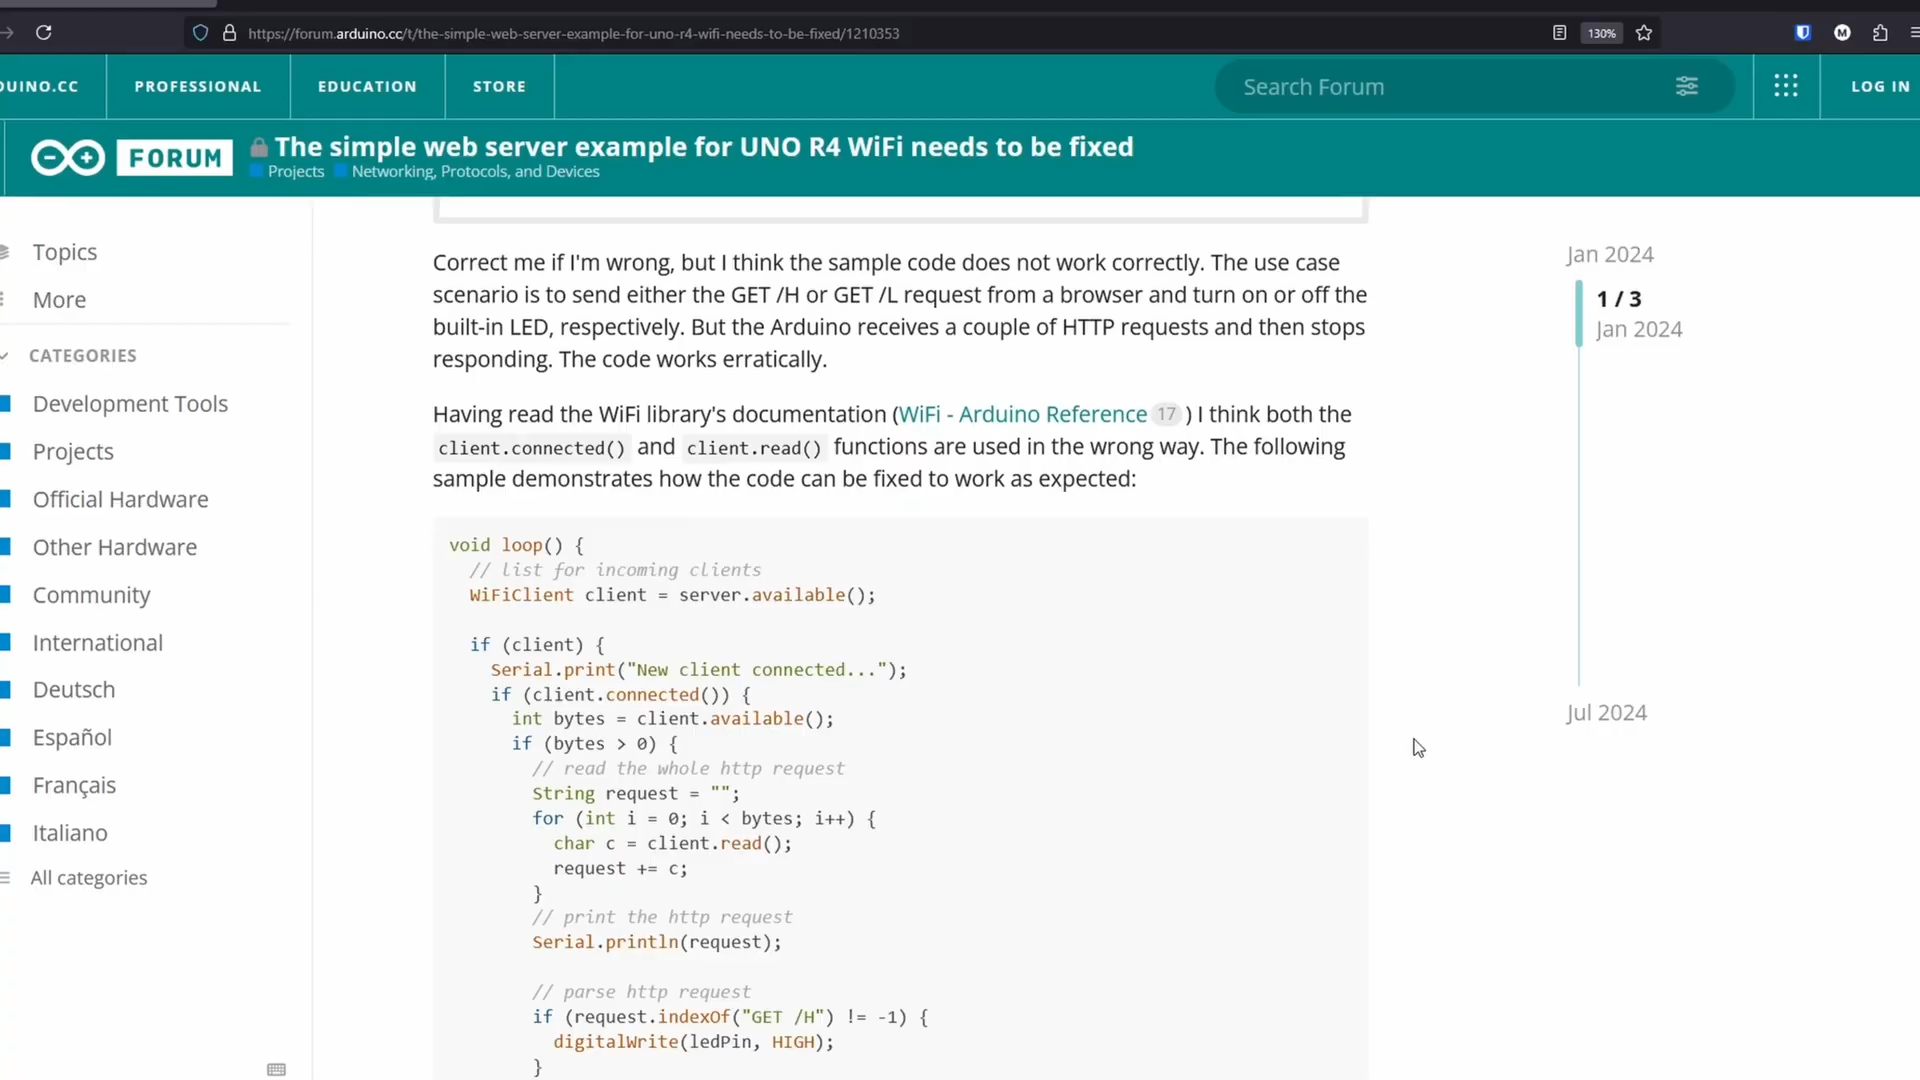 https://forum.arduino.cc/t/the-simple-web-server-example-for-uno-r4-wifi-needs-to-be-fixed/1210353
130%
M
DUINO.CC
PROFESSIONAL
EDUCATION
STORE
Search Forum
LOG IN
FORUM
The simple web server example for UNO R4 WiFi needs to be fixed
Projects
Networking, Protocols, and Devices
Topics
More
CATEGORIES
Development Tools
Projects
Official Hardware
Other Hardware
Community
International
Deutsch
Español
Français
Italiano
All categories
Correct me if I'm wrong, but I think the sample code does not work correctly. The use case
scenario is to send either the GET /H or GET /L request from a browser and turn on or off the
built-in LED, respectively. But the Arduino receives a couple of HTTP requests and then stops
responding. The code works erratically.
Having read the WiFi library's documentation (WiFi - Arduino Reference 17 ) I think both the
client.connected() and client.read() functions are used in the wrong way. The following
sample demonstrates how the code can be fixed to work as expected:
void loop() {
// list for incoming clients
WiFiClient client = server.available();
if (client) {
Serial.print("New client connected...");
if (client.connected()) {
int bytes = client.available();
if (bytes > 0) {
// read the whole http request
String request = "";
for (int i = 0; i < bytes; i++) {
char c = client.read();
request += c;
}
// print the http request
Serial.println(request);
// parse http request
if (request.indexOf("GET /H") != -1) {
digitalWrite(ledPin, HIGH);
}
Jan 2024
1 / 3
Jan 2024
Jul 2024